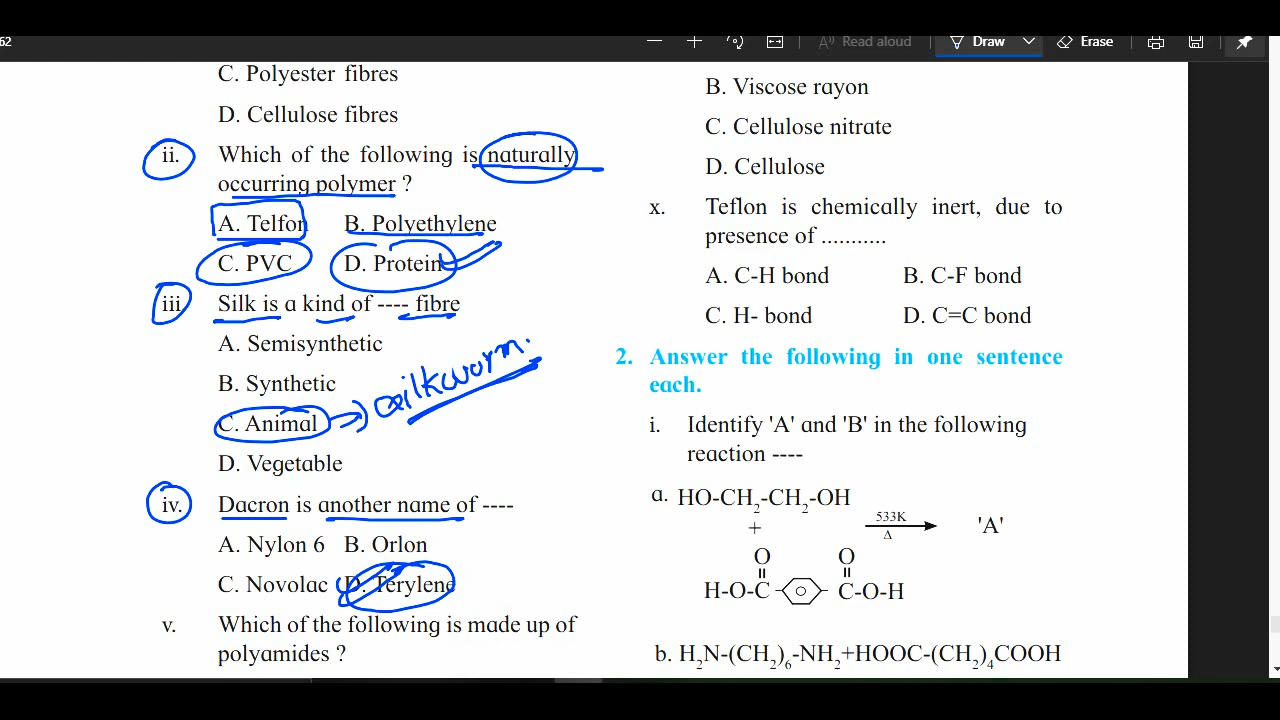 62
Read aloud
Draw
Erase
C. Polyester fibres
D. Cellulose fibres
ii. Which of the following is naturally
occurring polymer ?
A. Telfon B. Polyethylene
C. PVC D. Protein
iii Silk is a kind of ---- fibre
A. Semisynthetic
B. Synthetic
C. Animal
silkworm.
D. Vegetable
iv. Dacron is another name of ----
A. Nylon 6 B. Orlon
C. Novolac D. Terylene
v. Which of the following is made up of
polyamides ?
B. Viscose rayon
C. Cellulose nitrate
D. Cellulose
x. Teflon is chemically inert, due to
presence of ...........
A. C-H bond B. C-F bond
C. H- bond D. C=C bond
2. Answer the following in one sentence
each.
i. Identify 'A' and 'B' in the following
reaction ----
a. HO-CH₂-CH₂-OH
+ 533K Δ 'A'
O O
H-O-C C-O-H
b. H₂N-(CH₂)₆-NH₂+HOOC-(CH₂)₄COOH